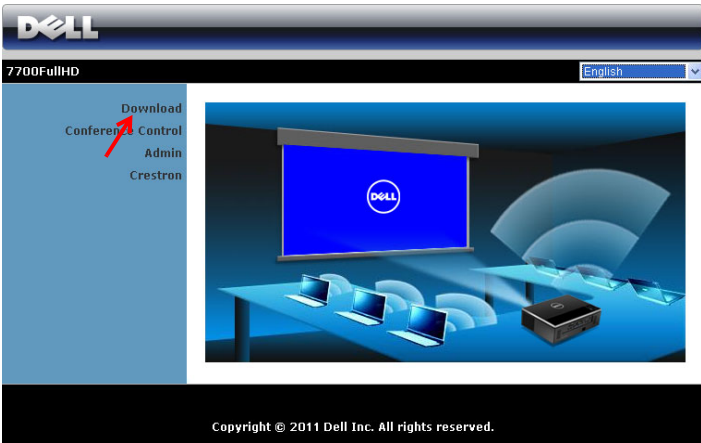 DELL
7700FullHD
English
Download
Conference Control
Admin
Crestron
DELL
Copyright © 2011 Dell Inc. All rights reserved.